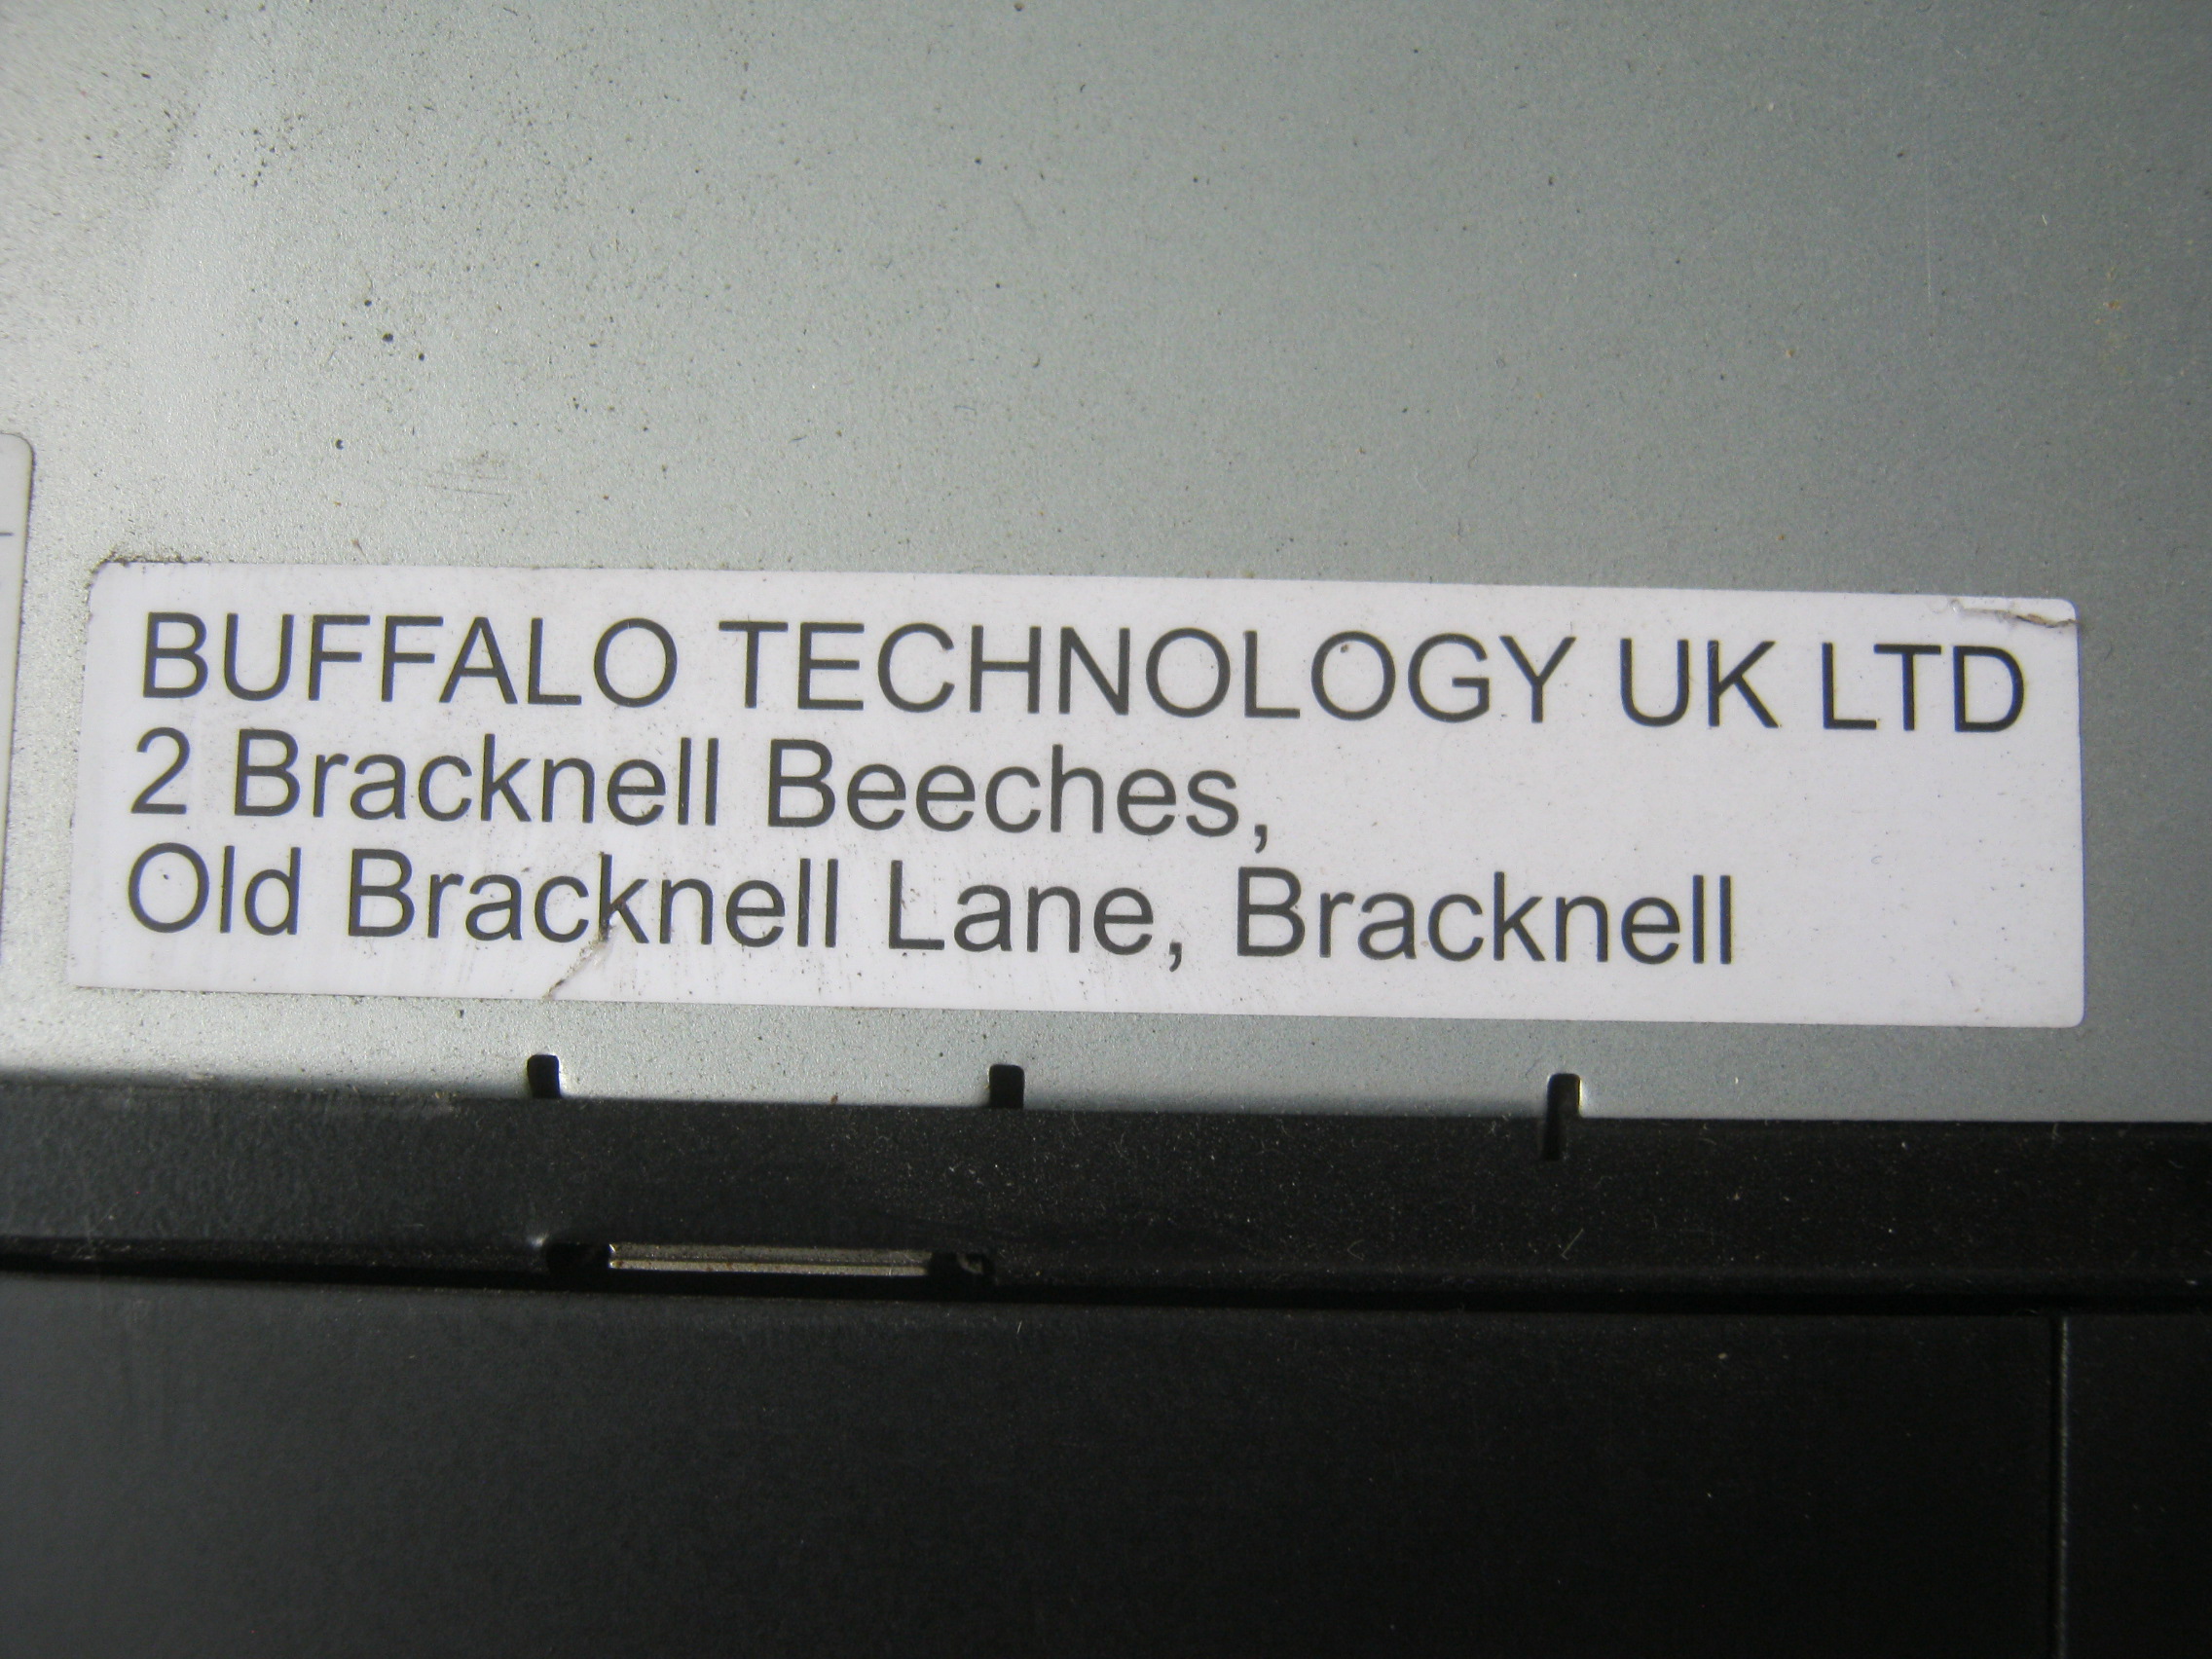 BUFFALO TECHNOLOGY UK LTD
2 Bracknell Beeches,
Old Bracknell Lane, Bracknell